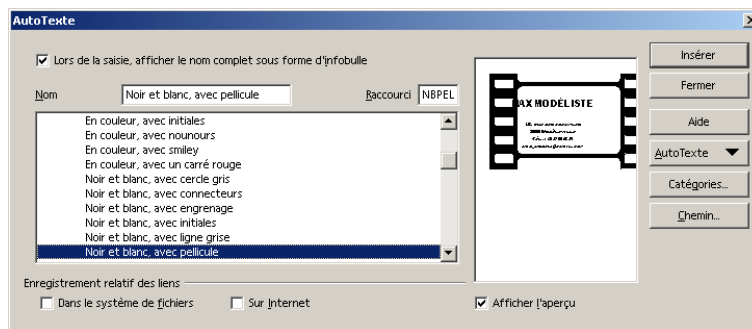 AutoTexte
Lors de la saisie, afficher le nom complet sous forme d'infobulle
Nom
Noir et blanc, avec pellicule
Raccourci
NBPEL
En couleur, avec initiales
En couleur, avec nounours
En couleur, avec smiley
En couleur, avec un carré rouge
Noir et blanc, avec cercle gris
Noir et blanc, avec connecteurs
Noir et blanc, avec engrenage
Noir et blanc, avec initiales
Noir et blanc, avec ligne grise
Noir et blanc, avec pellicule
Enregistrement relatif des liens
Dans le système de fichiers
Sur Internet
AX MODÉLISTE
Afficher l'aperçu
Insérer
Fermer
Aide
AutoTexte
Catégories...
Chemin...